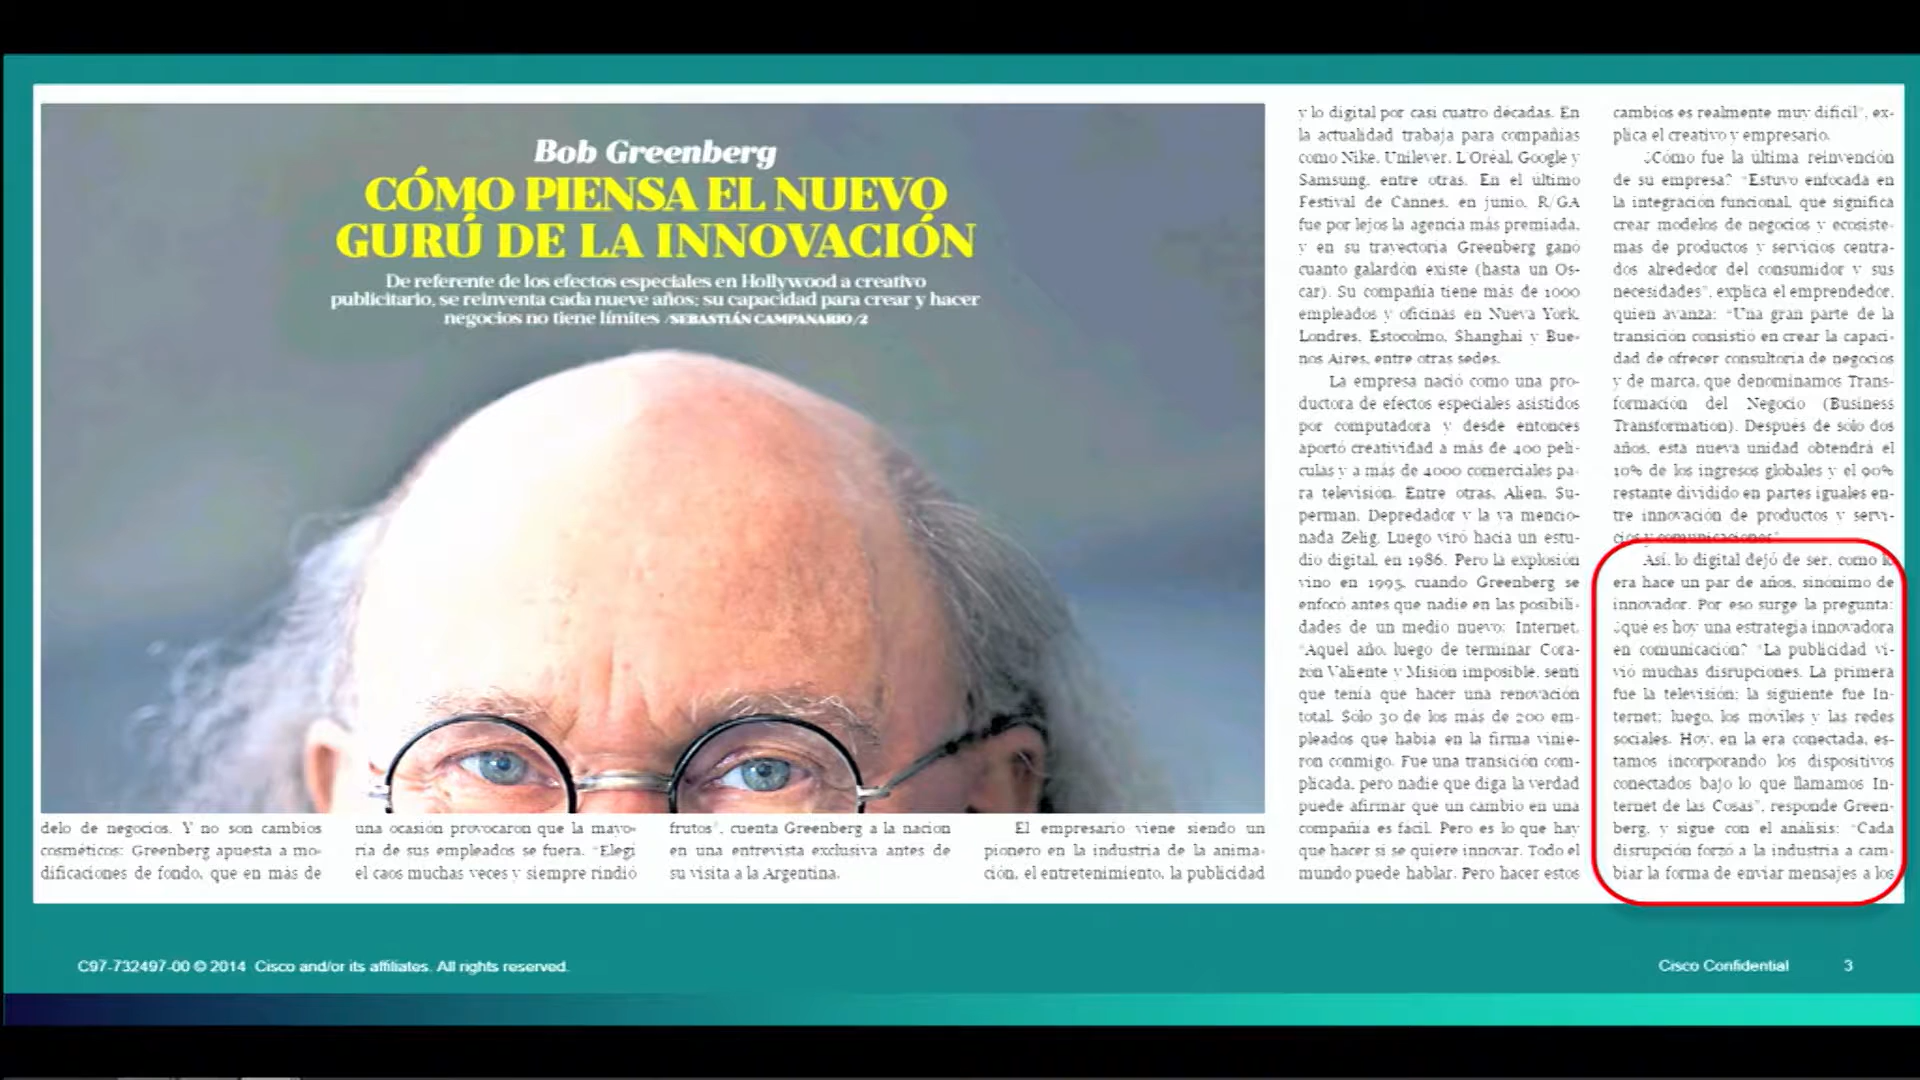 Bob Greenberg
CÓMO PIENSA EL NUEVO
GURÚ DE LA INNOVACIÓN
De referente de los efectos especiales en Hollywood a creativo
publicitario, se reinventa cada nueve años; su capacidad para crear y hacer
negocios no tiene límites /SEBASTIÁN CAMPANARIO/2
delo de negocios. Y no son cambios
cosméticos: Greenberg apuesta a mo-
dificaciones de fondo, que en más de
una ocasión provocaron que la mayo-
ría de sus empleados se fuera. "Elegí
el caos muchas veces y siempre rindió
frutos", cuenta Greenberg a la nacion
en una entrevista exclusiva antes de
su visita a la Argentina.
El empresario viene siendo un
pionero en la industria de la anima-
ción, el entretenimiento, la publicidad
y lo digital por casi cuatro décadas. En
la actualidad trabaja para compañías
como Nike, Unilever, L'Oréal, Google y
Samsung, entre otras. En el último
Festival de Cannes, en junio, R/GA
fue por lejos la agencia más premiada,
y en su trayectoria Greenberg ganó
cuanto galardón existe (hasta un Os-
car). Su compañía tiene más de 1000
empleados y oficinas en Nueva York,
Londres, Estocolmo, Shanghai y Bue-
nos Aires, entre otras sedes.
La empresa nació como una pro-
ductora de efectos especiales asistidos
por computadora y desde entonces
aportó creatividad a más de 400 pelí-
culas y a más de 4000 comerciales pa-
ra televisión. Entre otras, Alien, Su-
perman, Depredador y la ya mencio-
nada Zelig. Luego viró hacia un estu-
dio digital, en 1986. Pero la explosión
vino en 1995, cuando Greenberg se
enfocó antes que nadie en las posibili-
dades de un medio nuevo: Internet.
"Aquel año, luego de terminar Cora-
zón Valiente y Misión imposible, sentí
que tenía que hacer una renovación
total. Sólo 30 de los más de 200 em-
pleados que había en la firma vinie-
ron conmigo. Fue una transición com-
plicada, pero nadie que diga la verdad
puede afirmar que un cambio en una
compañía es fácil. Pero es lo que hay
que hacer si se quiere innovar. Todo el
mundo puede hablar. Pero hacer estos
cambios es realmente muy difícil", ex-
plica el creativo y empresario.
¿Cómo fue la última reinvención
de su empresa? "Estuvo enfocada en
la integración funcional, que significa
crear modelos de negocios y ecosiste-
mas de productos y servicios centra-
dos alrededor del consumidor y sus
necesidades", explica el emprendedor,
quien avanza: "Una gran parte de la
transición consistió en crear la capaci-
dad de ofrecer consultoría de negocios
y de marca, que denominamos Trans-
formación del Negocio (Business
Transformation). Después de sólo dos
años, esta nueva unidad obtendrá el
10% de los ingresos globales y el 90%
restante dividido en partes iguales en-
tre innovación de productos y servi-
cios y comunicaciones".
Así, lo digital dejó de ser, como lo
era hace un par de años, sinónimo de
innovador. Por eso surge la pregunta:
¿qué es hoy una estrategia innovadora
en comunicación? "La publicidad vi-
vió muchas disrupciones. La primera
fue la televisión; la siguiente fue In-
ternet; luego, los móviles y las redes
sociales. Hoy, en la era conectada, es-
tamos incorporando los dispositivos
conectados bajo lo que llamamos In-
ternet de las Cosas", responde Green-
berg, y sigue con el análisis: "Cada
disrupción forzó a la industria a cam-
biar la forma de enviar mensajes a los
C97-732497-00 © 2014 Cisco and/or its affiliates. All rights reserved.
Cisco Confidential
3